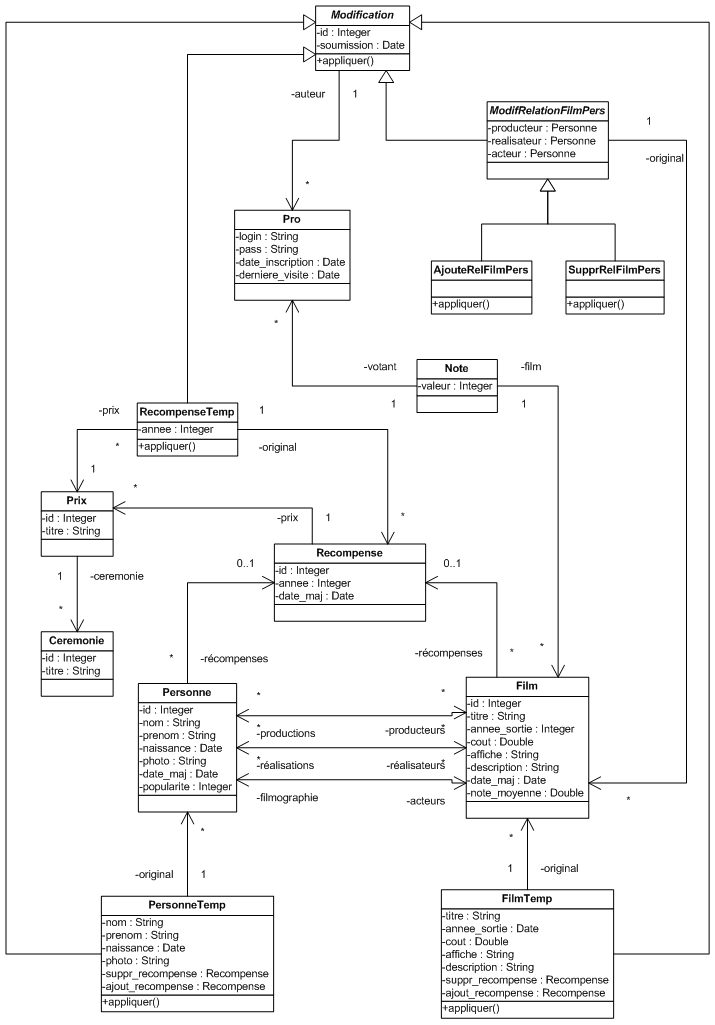 Modification
-id : Integer
-soumission : Date
+appliquer()
-auteur
1
*
ModifRelationFilmPers
-producteur : Personne
-realisateur : Personne
-acteur : Personne
1
-original
Pro
-login : String
-pass : String
-date_inscription : Date
-derniere_visite : Date
*
AjouteRelFilmPers
+appliquer()
SupprRelFilmPers
+appliquer()
-votant
1
Note
-valeur : Integer
-film
1
-prix
*
1
RecompenseTemp
-annee : Integer
+appliquer()
1
-original
*
Prix
-id : Integer
-titre : String
*
-prix
1
Recompense
-id : Integer
-annee : Integer
-date_maj : Date
0..1
0..1
1
-ceremonie
*
Ceremonie
-id : Integer
-titre : String
*
-récompenses
-récompenses
*
*
Personne
-id : Integer
-nom : String
-prenom : String
-naissance : Date
-photo : String
-date_maj : Date
-popularite : Integer
*
*
-productions
-producteurs
*
*
-réalisations
-réalisateurs
*
*
-filmographie
-acteurs
Film
-id : Integer
-titre : String
-annee_sortie : Integer
-cout : Double
-affiche : String
-description : String
-date_maj : Date
-note_moyenne : Double
*
*
-original
1
*
1
-original
PersonneTemp
-nom : String
-prenom : String
-naissance : Date
-photo : String
-suppr_recompense : Recompense
-ajout_recompense : Recompense
+appliquer()
FilmTemp
-titre : String
-annee_sortie : Date
-cout : Double
-affiche : String
-description : String
-suppr_recompense : Recompense
-ajout_recompense : Recompense
+appliquer()